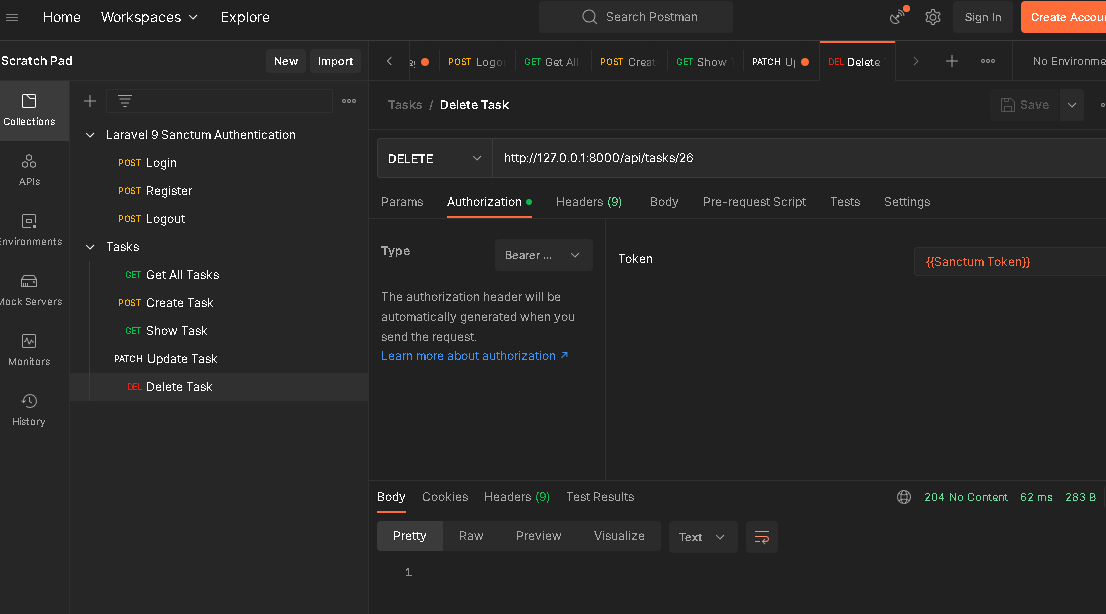 Home Workspaces Explore Search Postman Sign In Create Accou
Scratch Pad New Import
POST Logo GET Get All POST Creat GET Show PATCH Up DEL Delete No Environme
Tasks / Delete Task Save
Collections
APIs
Environments
Mock Servers
Monitors
History
Laravel 9 Sanctum Authentication
POST Login
POST Register
POST Logout
Tasks
GET Get All Tasks
POST Create Task
GET Show Task
PATCH Update Task
DEL Delete Task
DELETE http://127.0.0.1:8000/api/tasks/26
Params Authorization Headers (9) Body Pre-request Script Tests Settings
Type Bearer ...
Token {{Sanctum Token}}
The authorization header will be
automatically generated when you
send the request.
Learn more about authorization ↗
Body Cookies Headers (9) Test Results 204 No Content 62 ms 283 B
Pretty Raw Preview Visualize Text
1